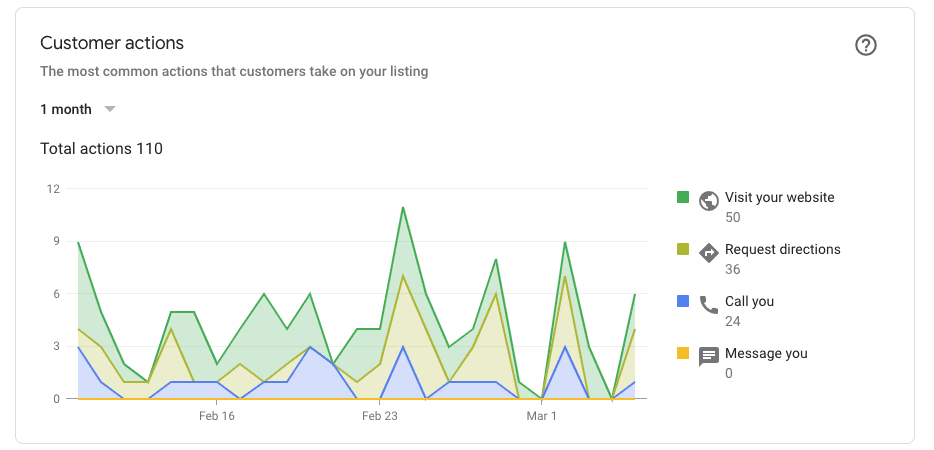 Customer actions
The most common actions that customers take on your listing
1 month
Total actions 110
12
9
6
3
0
Feb 16
Feb 23
Mar 1
Visit your website
50
Request directions
36
Call you
24
Message you
0